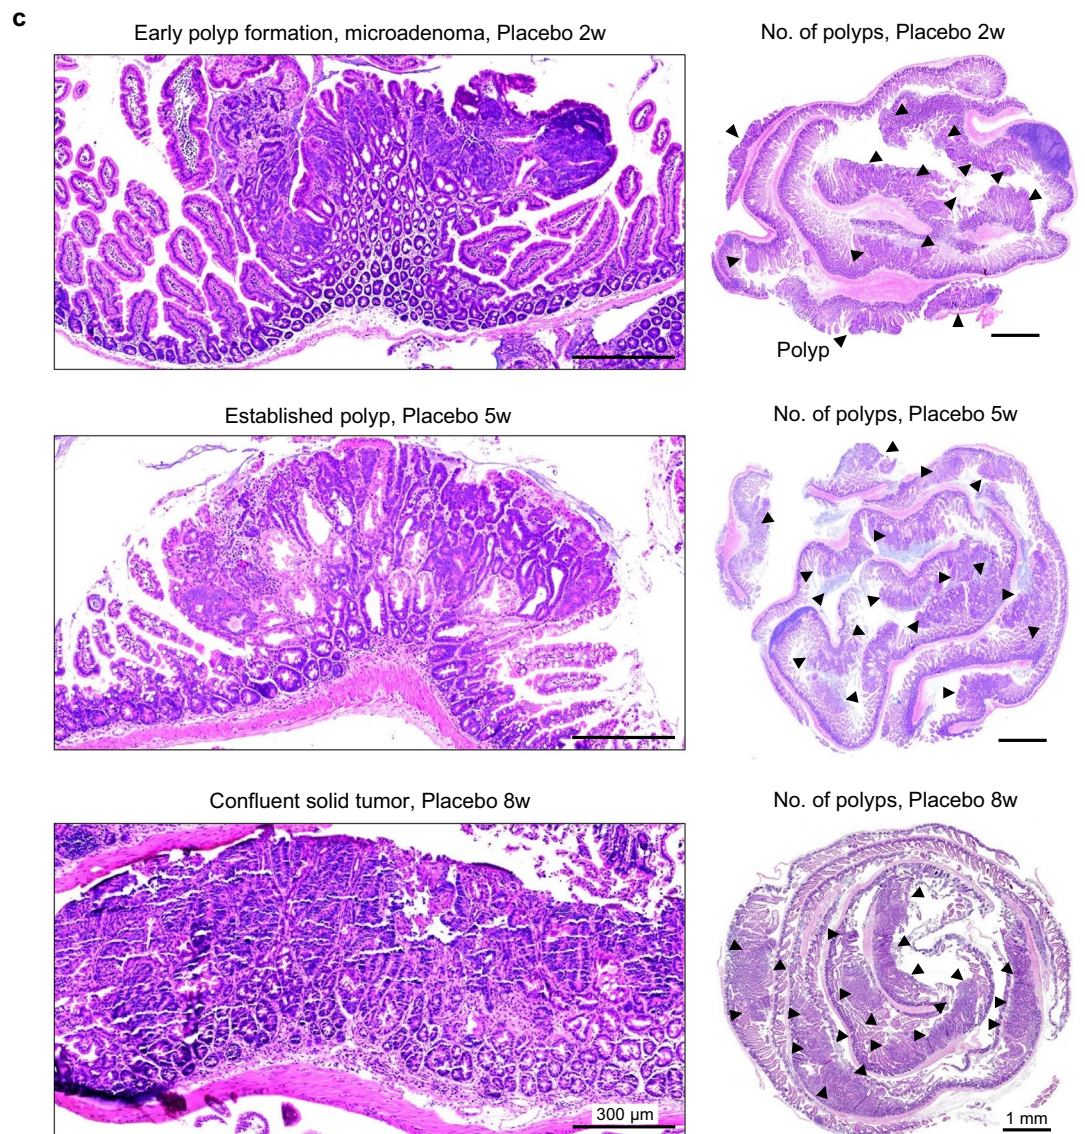 c
Early polyp formation, microadenoma, Placebo 2w
No. of polyps, Placebo 2w
Polyp
Established polyp, Placebo 5w
No. of polyps, Placebo 5w
Confluent solid tumor, Placebo 8w
No. of polyps, Placebo 8w
300 µm
1 mm